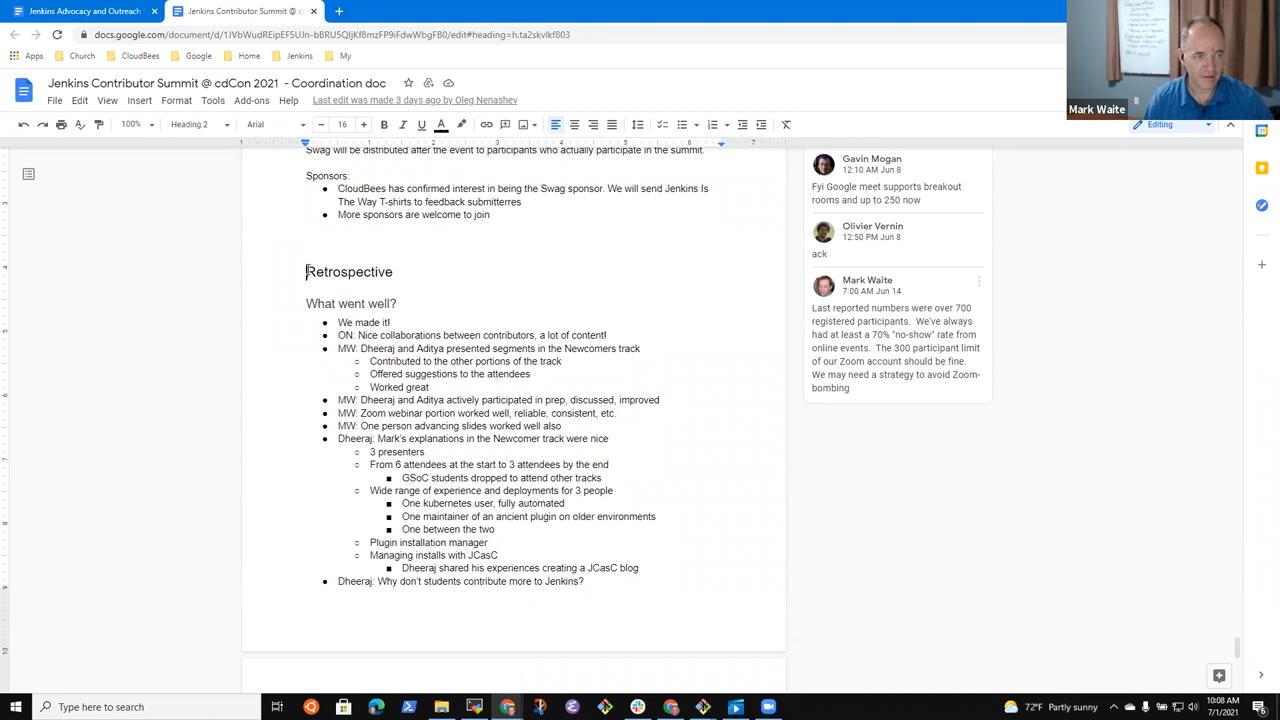 Jenkins Advocacy and Outreach
Jenkins Contributor Summit @ cdC
Apps
Church
CloudBees
Google
Home
Jenkins
My
Jenkins Contributor Summit @ cdCon 2021 - Coordination doc
File Edit View Insert Format Tools Add-ons Help
Last edit was made 3 days ago by Oleg Nenashev
100%
Heading 2
Arial
16
Editing
Mark Waite
Swag will be distributed after the event to participants who actually participate in the summit.
Sponsors:
● CloudBees has confirmed interest in being the Swag sponsor. We will send Jenkins Is
The Way T-shirts to feedback submitterres
● More sponsors are welcome to join
Retrospective
What went well?
● We made it!
● ON: Nice collaborations between contributors, a lot of content!
● MW: Dheeraj and Aditya presented segments in the Newcomers track
○ Contributed to the other portions of the track
○ Offered suggestions to the attendees
○ Worked great
● MW: Dheeraj and Aditya actively participated in prep, discussed, improved
● MW: Zoom webinar portion worked well, reliable, consistent, etc.
● MW: One person advancing slides worked well also
● Dheeraj: Mark's explanations in the Newcomer track were nice
○ 3 presenters
○ From 6 attendees at the start to 3 attendees by the end
■ GSoC students dropped to attend other tracks
○ Wide range of experience and deployments for 3 people
■ One kubernetes user, fully automated
■ One maintainer of an ancient plugin on older environments
■ One between the two
○ Plugin installation manager
○ Managing installs with JCasC
■ Dheeraj shared his experiences creating a JCasC blog
● Dheeraj: Why don't students contribute more to Jenkins?
Gavin Mogan
12:10 AM Jun 8
Fyi Google meet supports breakout
rooms and up to 250 now
Olivier Vernin
12:50 PM Jun 8
ack
Mark Waite
7:00 AM Jun 14
Last reported numbers were over 700
registered participants. We've always
had at least a 70% "no-show" rate from
online events. The 300 participant limit
of our Zoom account should be fine.
We may need a strategy to avoid Zoom-
bombing
Type here to search
72°F Partly sunny
10:08 AM
7/1/2021